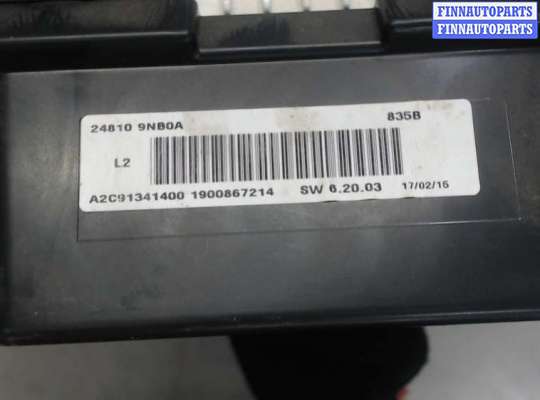 FINNAUTOPARTS
FINNAUTOPARTS
24810 9NB0A 835B
L2
A2C91341400 1900867214 SW 6.20.03 17/02/15